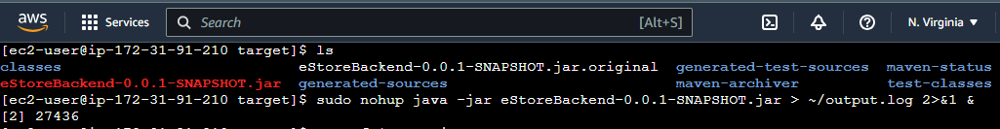 aws Services Search [Alt+S] N. Virginia
[ec2-user@ip-172-31-91-210 target]$ ls
classes eStoreBackend-0.0.1-SNAPSHOT.jar.original generated-test-sources maven-status
eStoreBackend-0.0.1-SNAPSHOT.jar generated-sources maven-archiver test-classes
[ec2-user@ip-172-31-91-210 target]$ sudo nohup java -jar eStoreBackend-0.0.1-SNAPSHOT.jar > ~/output.log 2>&1 &
[2] 27436